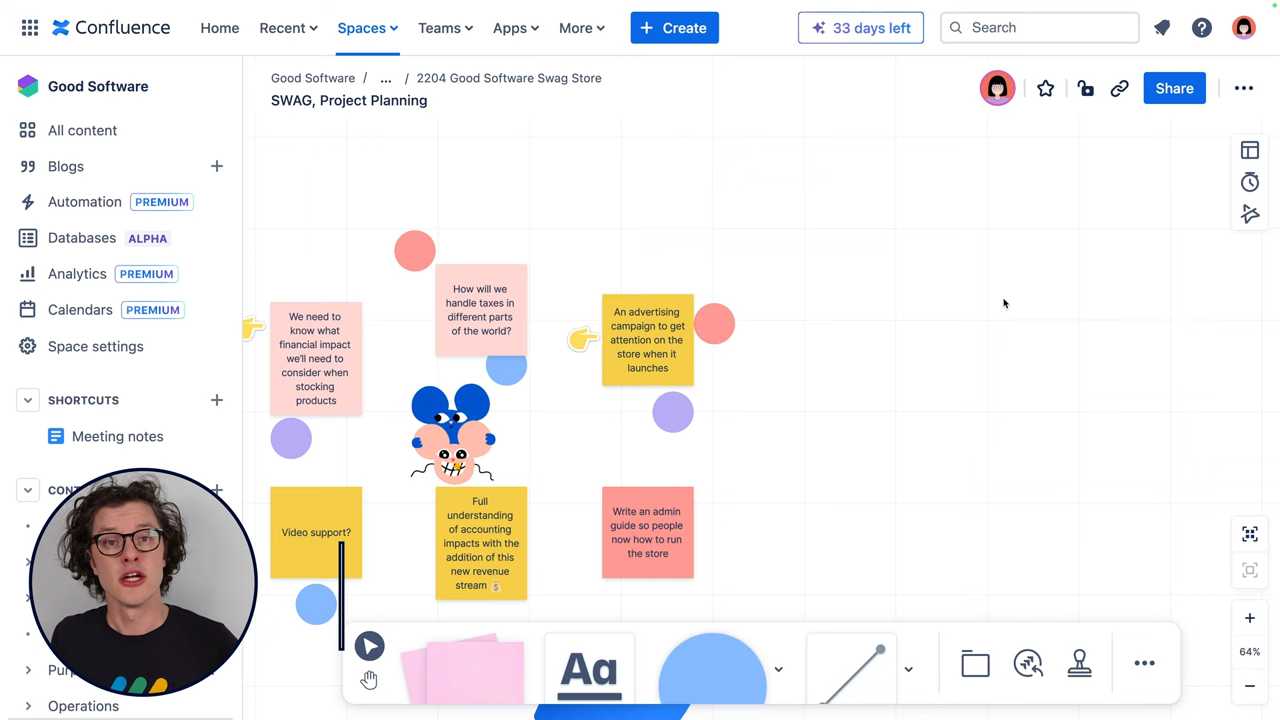 Confluence
Home
Recent
Spaces
Teams
Apps
More
+ Create
33 days left
Search
Good Software
Good Software / ... / 2204 Good Software Swag Store
SWAG, Project Planning
Share
All content
Blogs
Automation PREMIUM
Databases ALPHA
Analytics PREMIUM
Calendars PREMIUM
Space settings
SHORTCUTS
Meeting notes
Operations
We need to
know what
financial impact
we'll need to
consider when
stocking
products
How will we
handle taxes in
different parts
of the world?
An advertising
campaign to get
attention on the
store when it
launches
Video support?
Full
understanding
of accounting
impacts with the
addition of this
new revenue
stream
Write an admin
guide so people
now how to run
the store
Aa
64%